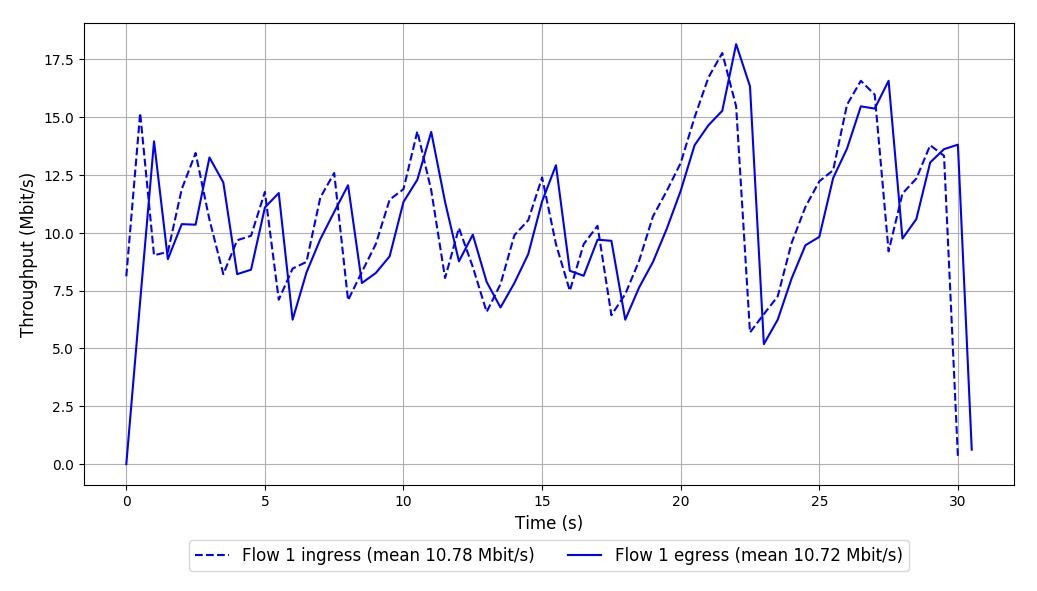 17.5
15.0
12.5
10.0
7.5
5.0
2.5
0.0
Throughput (Mbit/s)
0 5 10 15 20 25 30
Time (s)
Flow 1 ingress (mean 10.78 Mbit/s) Flow 1 egress (mean 10.72 Mbit/s)